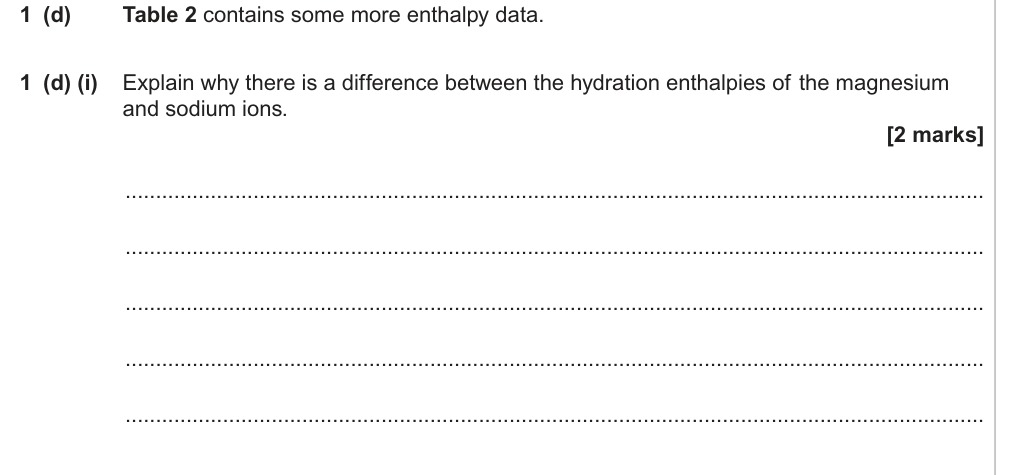 1 (d) Table 2 contains some more enthalpy data.
1 (d) (i) Explain why there is a difference between the hydration enthalpies of the magnesium
and sodium ions.
[2 marks]